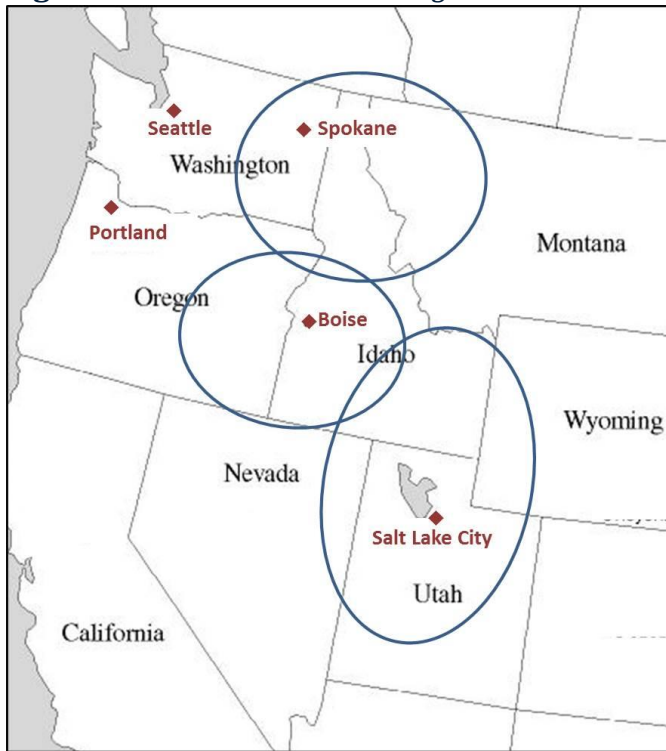 Seattle
Spokane
Washington
Portland
Montana
Oregon
Boise
Idaho
Wyoming
Nevada
Salt Lake City
Utah
California